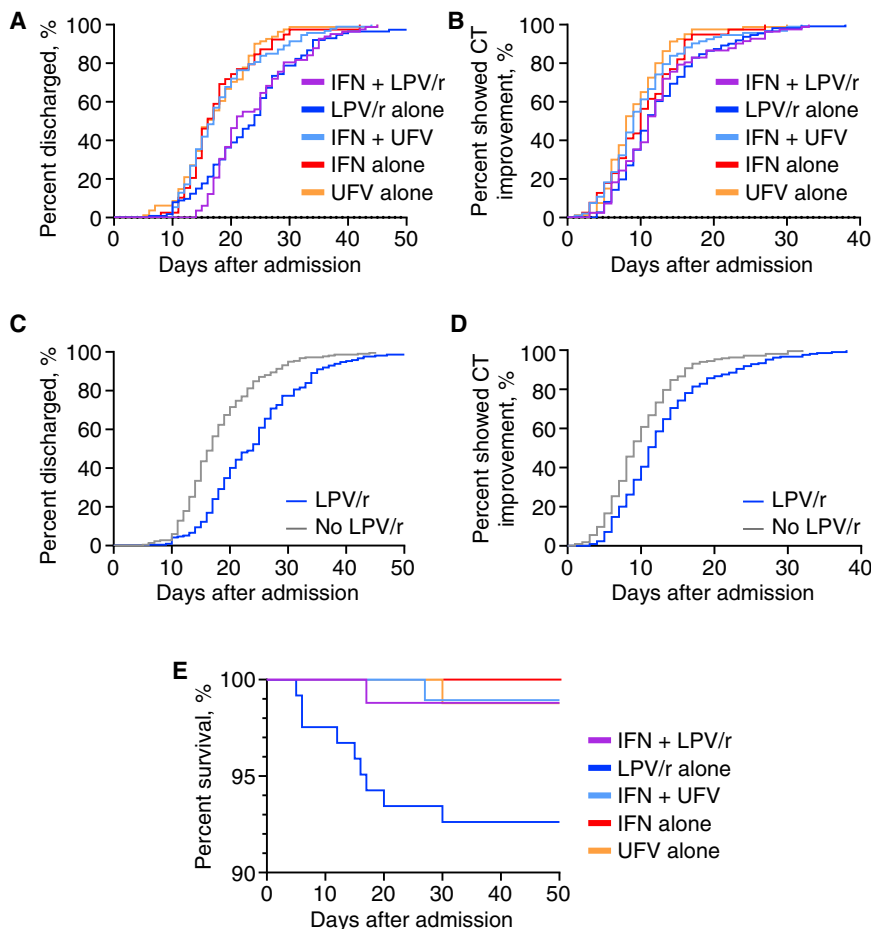 A
Percent discharged, %
100
80
60
40
20
0
0 10 20 30 40 50
Days after admission
IFN + LPV/r
LPV/r alone
IFN + UFV
IFN alone
UFV alone
B
Percent showed CT
improvement, %
100
80
60
40
20
0
0 10 20 30 40
Days after admission
IFN + LPV/r
LPV/r alone
IFN + UFV
IFN alone
UFV alone
C
Percent discharged, %
100
80
60
40
20
0
0 10 20 30 40 50
Days after admission
LPV/r
No LPV/r
D
Percent showed CT
improvement, %
100
80
60
40
20
0
0 10 20 30 40
Days after admission
LPV/r
No LPV/r
E
Percent survival, %
100
95
90
0 10 20 30 40 50
Days after admission
IFN + LPV/r
LPV/r alone
IFN + UFV
IFN alone
UFV alone